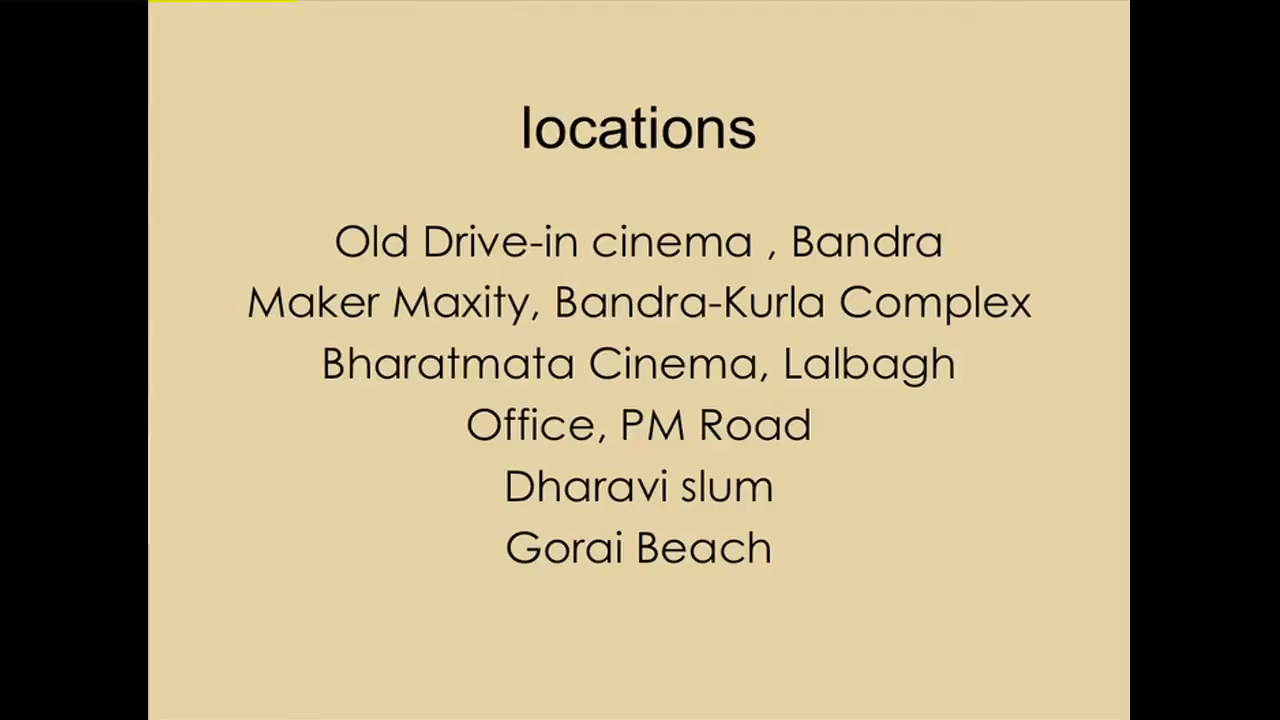 locations
Old Drive-in cinema , Bandra
Maker Maxity, Bandra-Kurla Complex
Bharatmata Cinema, Lalbagh
Office, PM Road
Dharavi slum
Gorai Beach